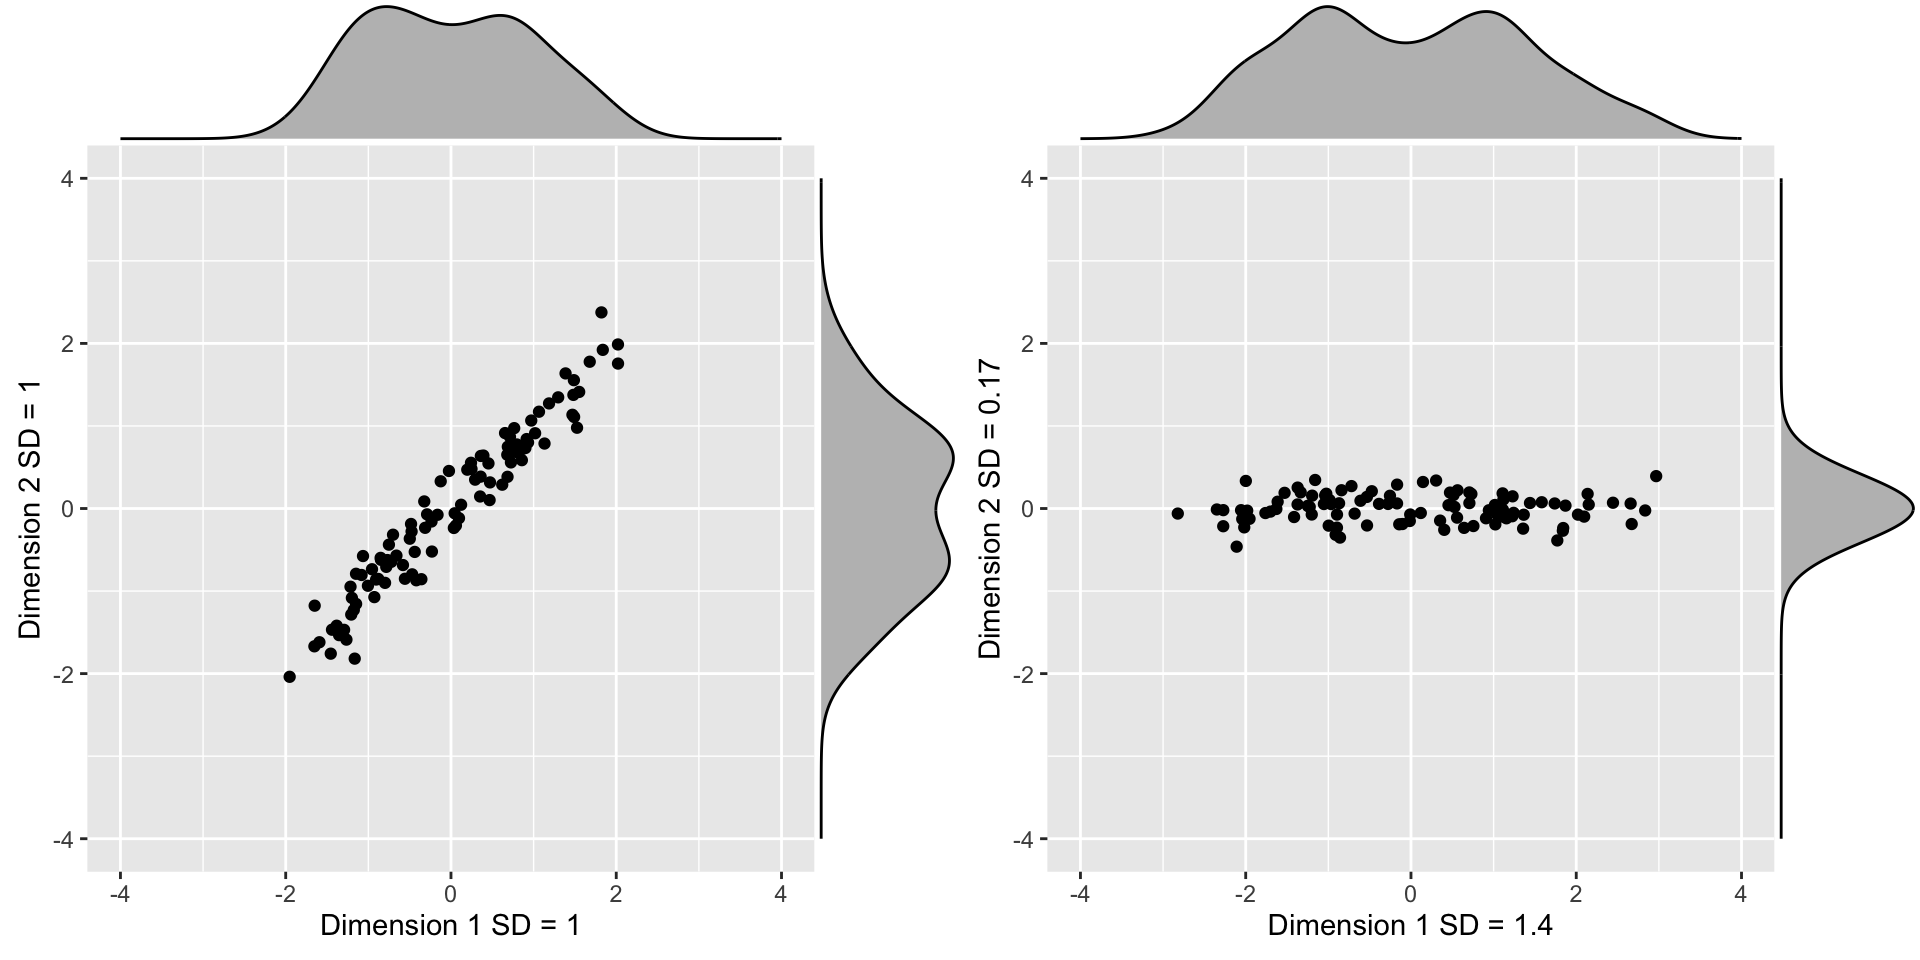 4
2
0
-2
-4
Dimension 2 SD = 1
-4 -2 0 2 4
Dimension 1 SD = 1
4
2
0
-2
-4
Dimension 2 SD = 0.17
-4 -2 0 2 4
Dimension 1 SD = 1.4